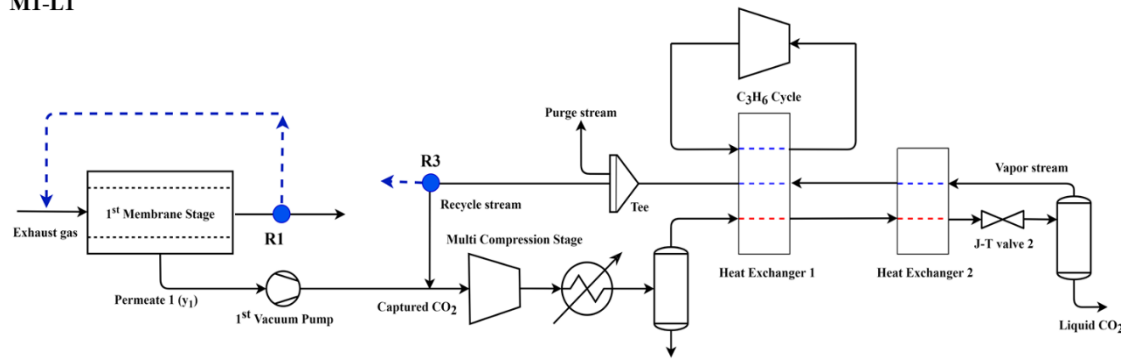 M1-L1
C3H6 Cycle
Purge stream
R3
Vapor stream
1st Membrane Stage
Recycle stream
Tee
Exhaust gas
R1
J-T valve 2
Multi Compression Stage
Heat Exchanger 1
Heat Exchanger 2
Permeate 1 (y1)
Captured CO2
1st Vacuum Pump
Liquid CO2